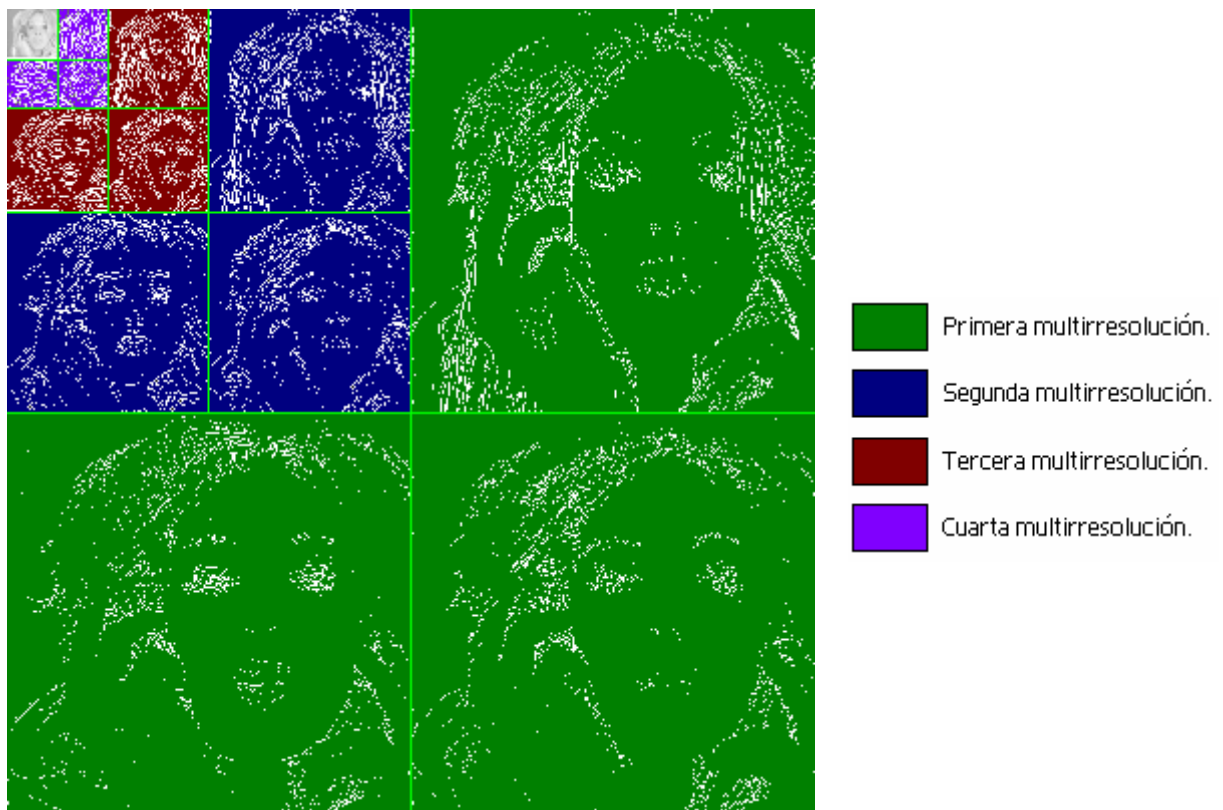 Primera multirresolución.
Segunda multirresolución.
Tercera multirresolución.
Cuarta multirresolución.